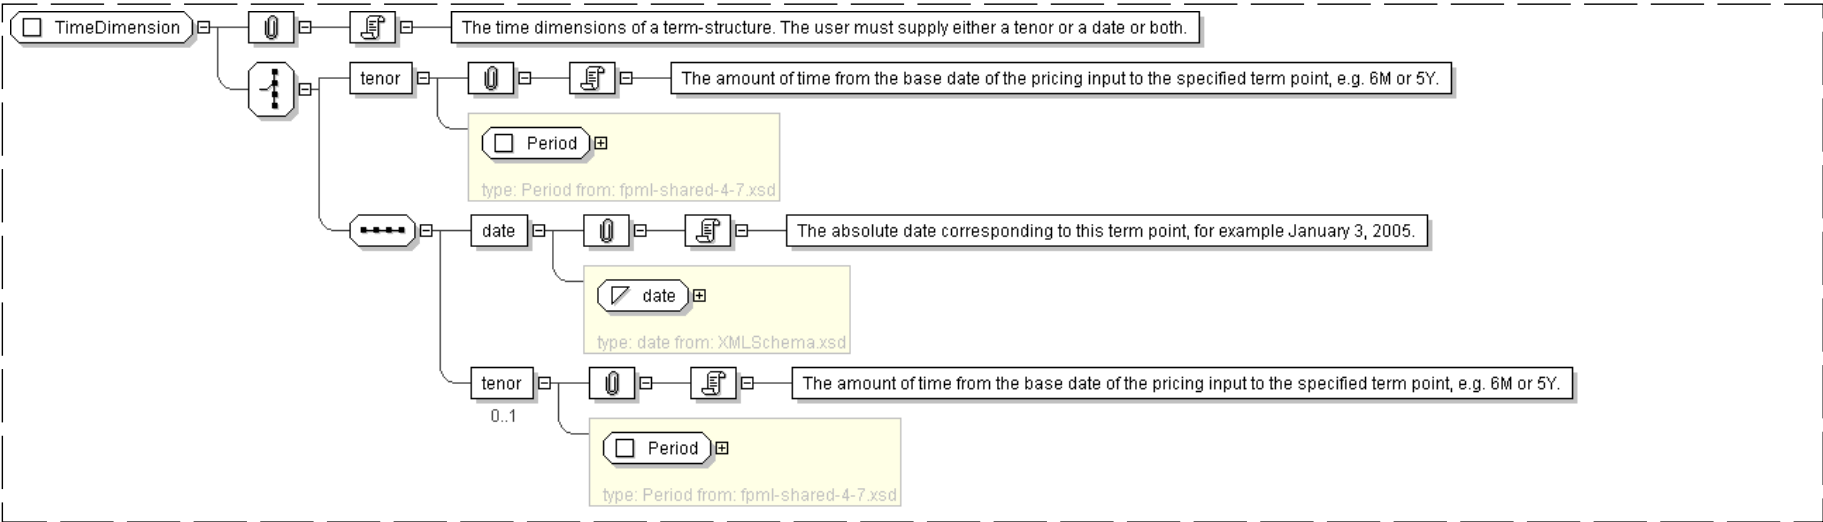 TimeDimension
The time dimensions of a term-structure. The user must supply either a tenor or a date or both.
tenor
The amount of time from the base date of the pricing input to the specified term point, e.g. 6M or 5Y.
Period
type: Period from: fpml-shared-4-7.xsd
date
The absolute date corresponding to this term point, for example January 3, 2005.
date
type: date from: XMLSchema.xsd
tenor
The amount of time from the base date of the pricing input to the specified term point, e.g. 6M or 5Y.
0..1
Period
type: Period from: fpml-shared-4-7.xsd